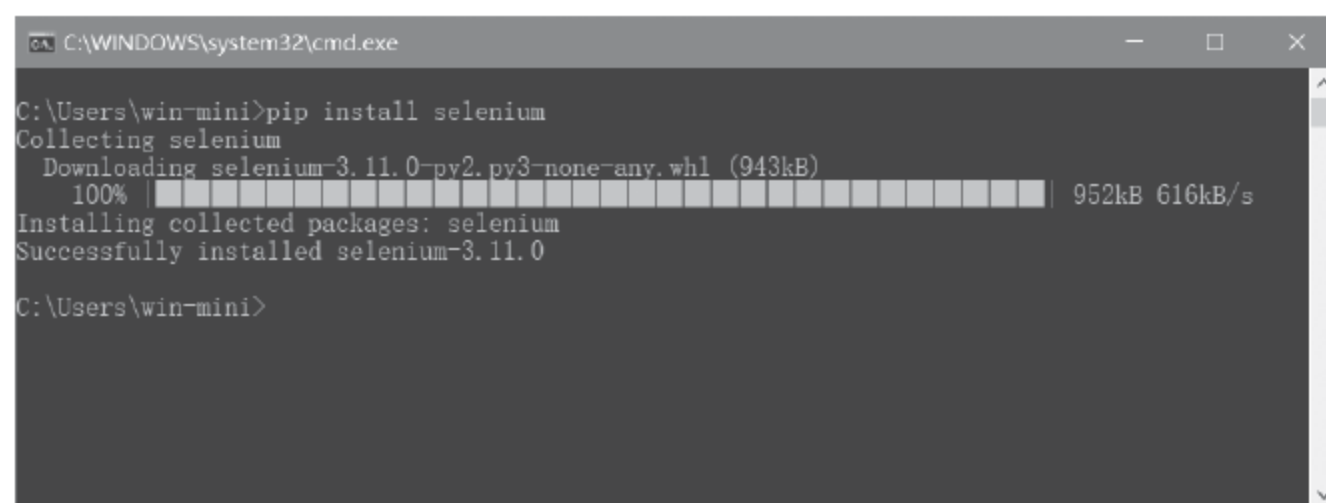 C:\WINDOWS\system32\cmd.exe
C:\Users\win-mini>pip install selenium
Collecting selenium
  Downloading selenium-3.11.0-py2.py3-none-any.whl (943kB)
    100% |████████████████████████████████| 952kB 616kB/s
Installing collected packages: selenium
Successfully installed selenium-3.11.0
C:\Users\win-mini>